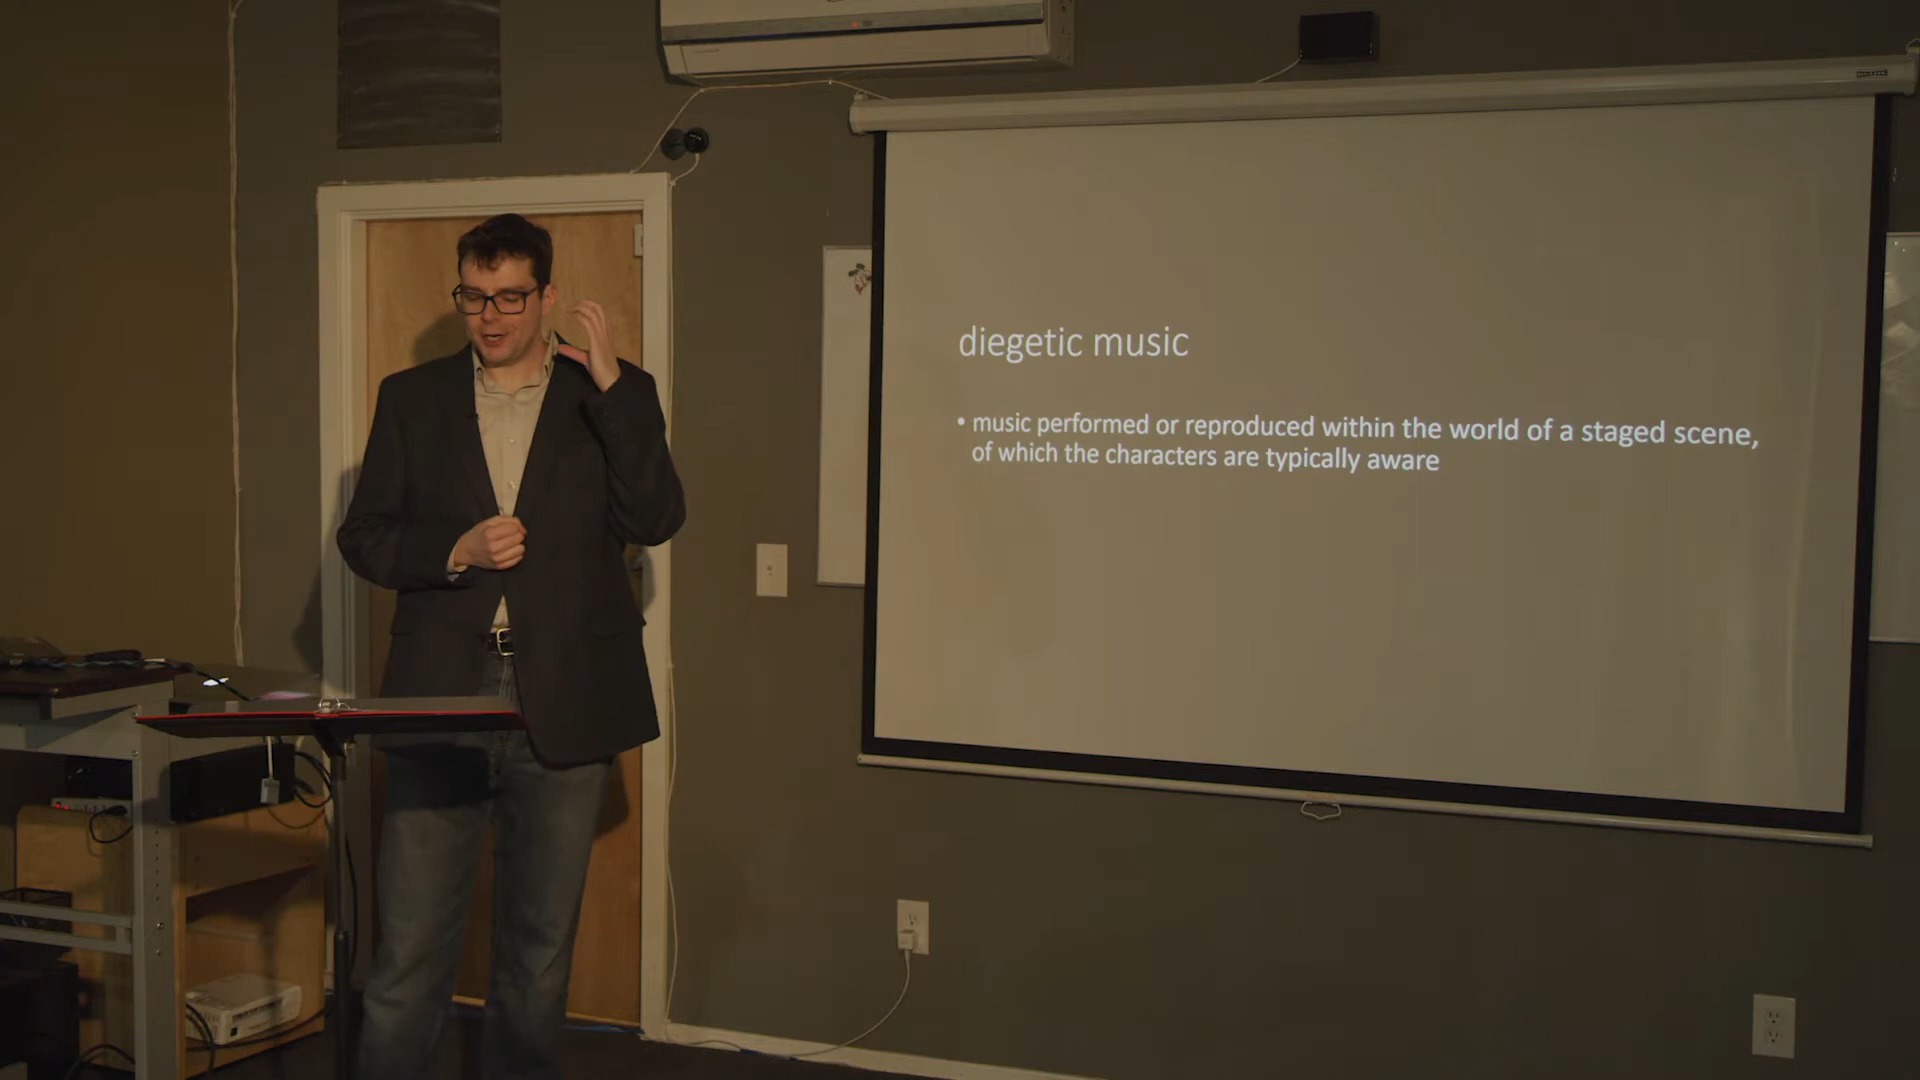 diegetic music
• music performed or reproduced within the world of a staged scene,
of which the characters are typically aware